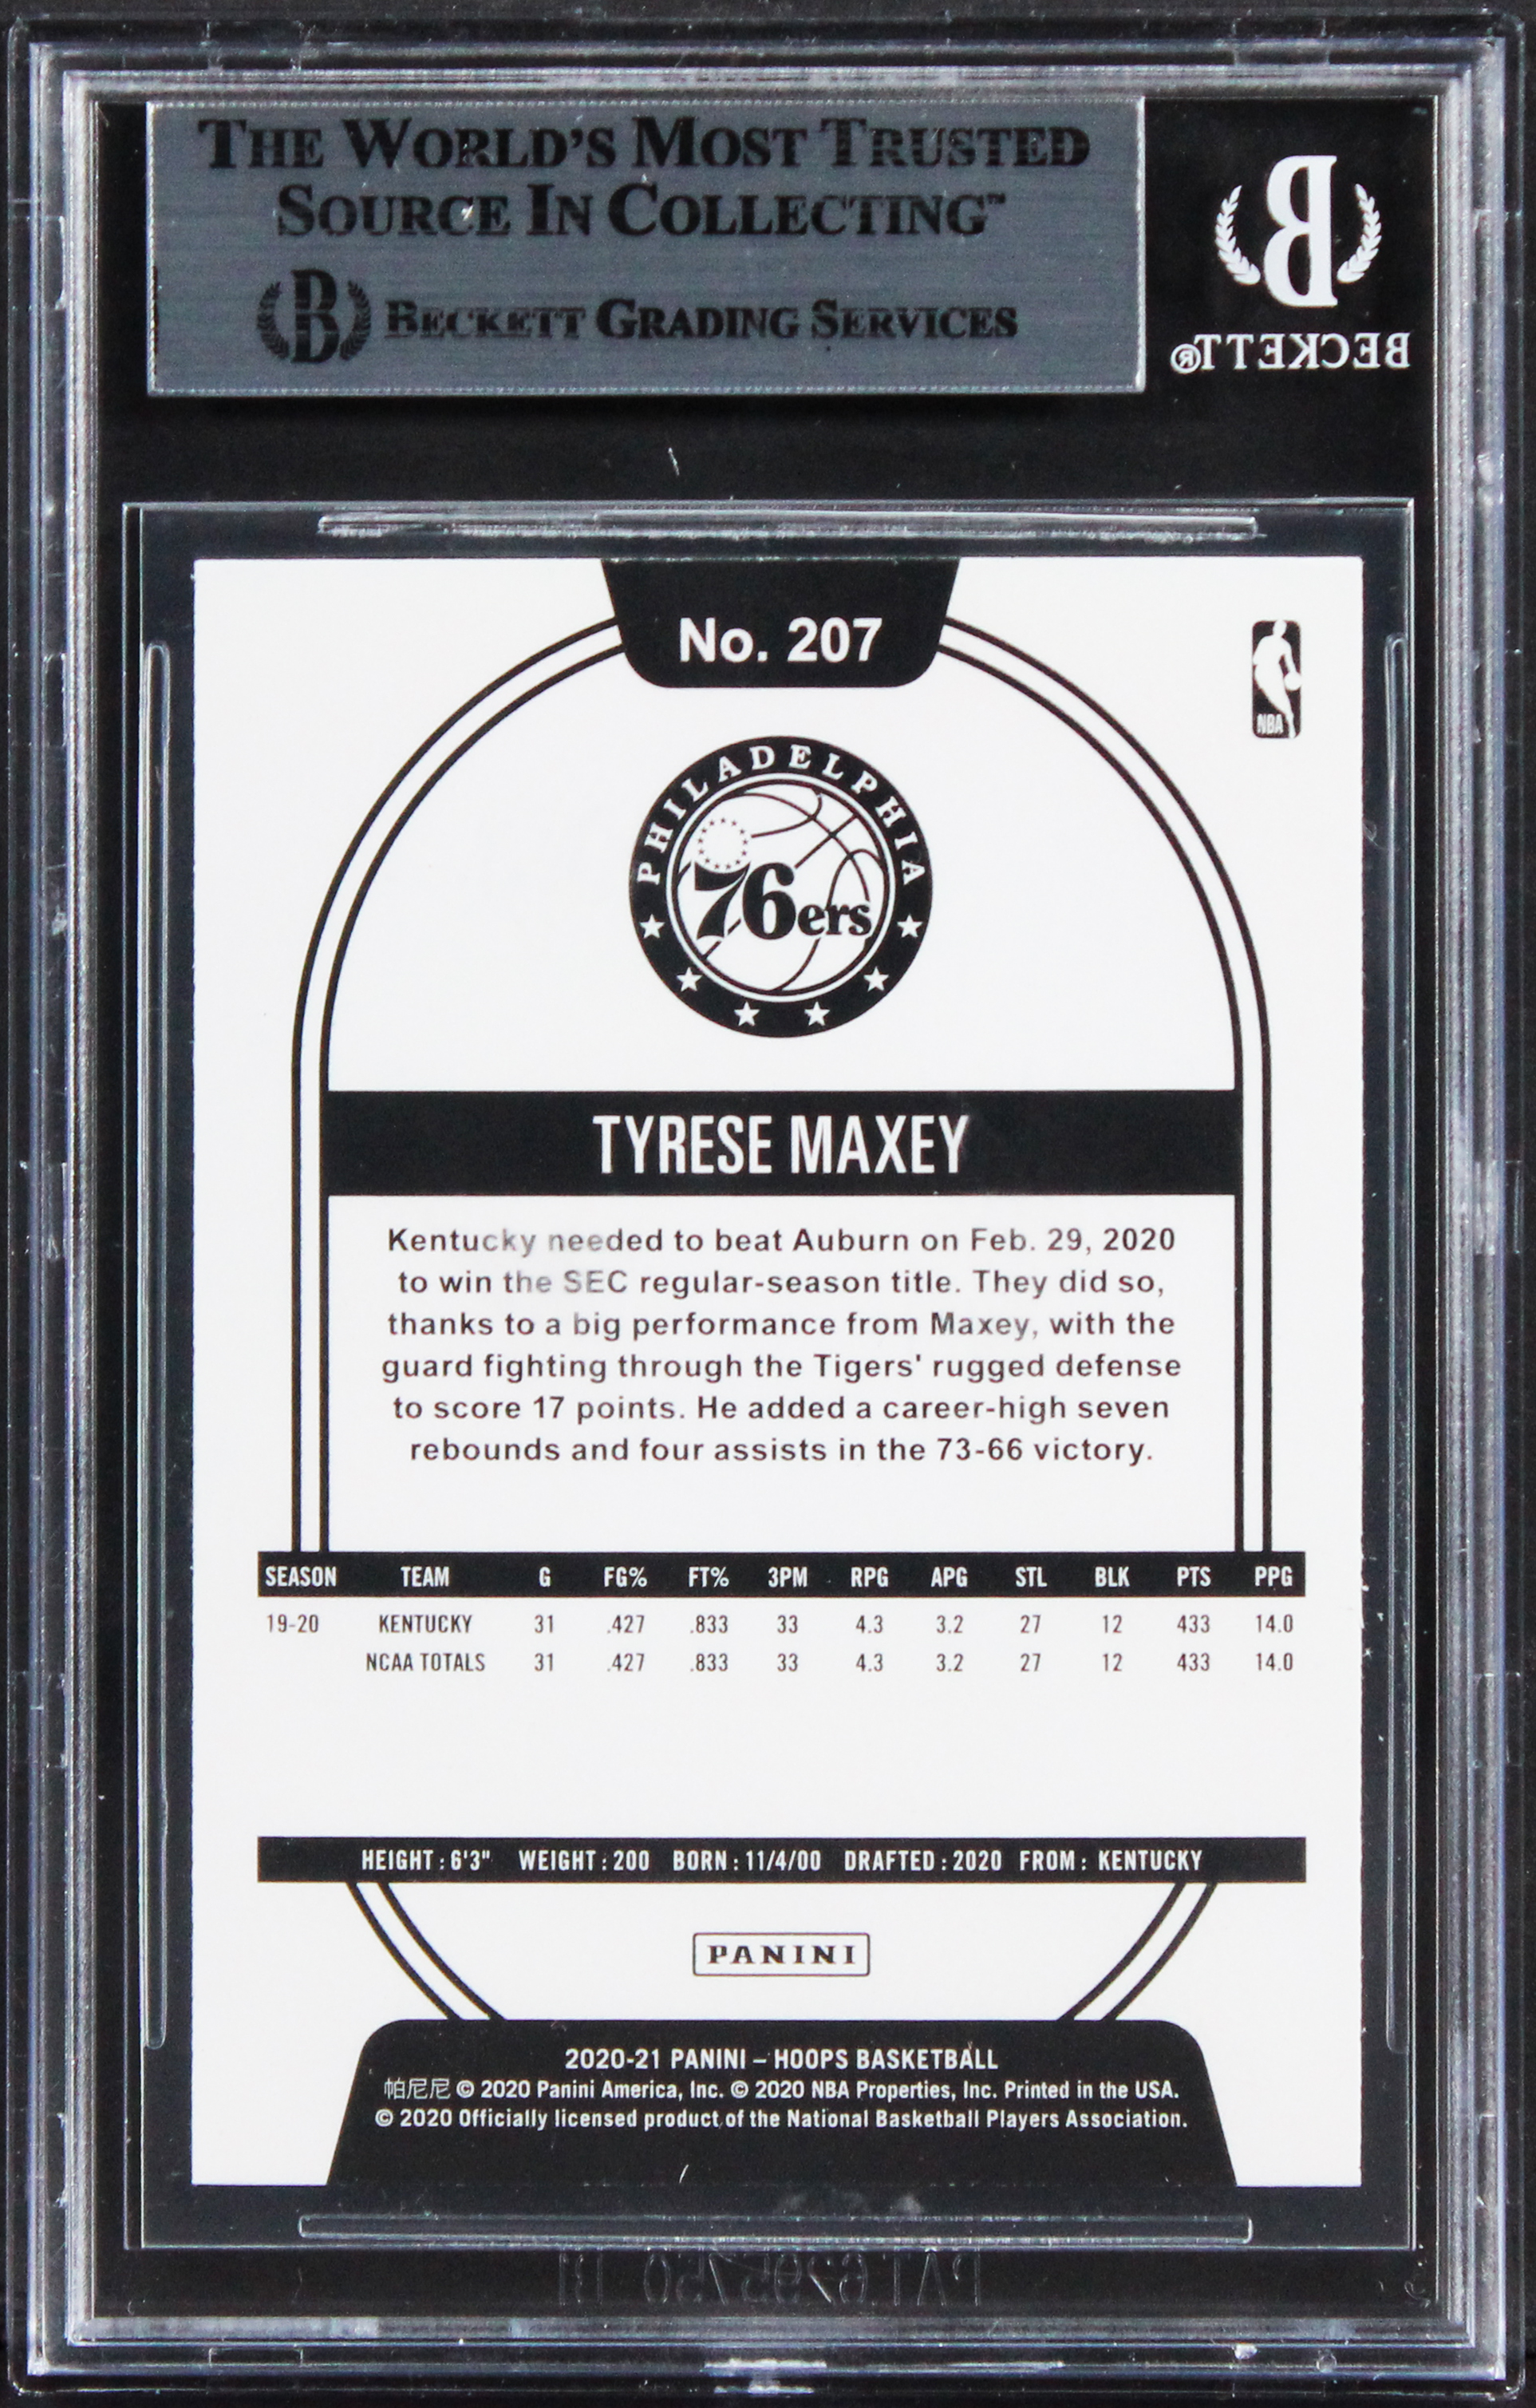 THE WORLD'S MOST TRUSTED
SOURCE IN COLLECTING™
B BECKETT GRADING SERVICES
B
BECKETT®
No. 207
NBA
PHILADELPHIA
76ers
TYRESE MAXEY
Kentucky needed to beat Auburn on Feb. 29, 2020
to win the SEC regular-season title. They did so,
thanks to a big performance from Maxey, with the
guard fighting through the Tigers' rugged defense
to score 17 points. He added a career-high seven
rebounds and four assists in the 73-66 victory.
SEASON TEAM G FG% FT% 3PM RPG APG STL BLK PTS PPG
19-20 KENTUCKY 31 .427 .833 33 4.3 3.2 27 12 433 14.0
NCAA TOTALS 31 .427 .833 33 4.3 3.2 27 12 433 14.0
HEIGHT : 6'3" WEIGHT : 200 BORN : 11/4/00 DRAFTED : 2020 FROM : KENTUCKY
PANINI
2020-21 PANINI – HOOPS BASKETBALL
帕尼尼 © 2020 Panini America, Inc. © 2020 NBA Properties, Inc. Printed in the USA.
© 2020 Officially licensed product of the National Basketball Players Association.